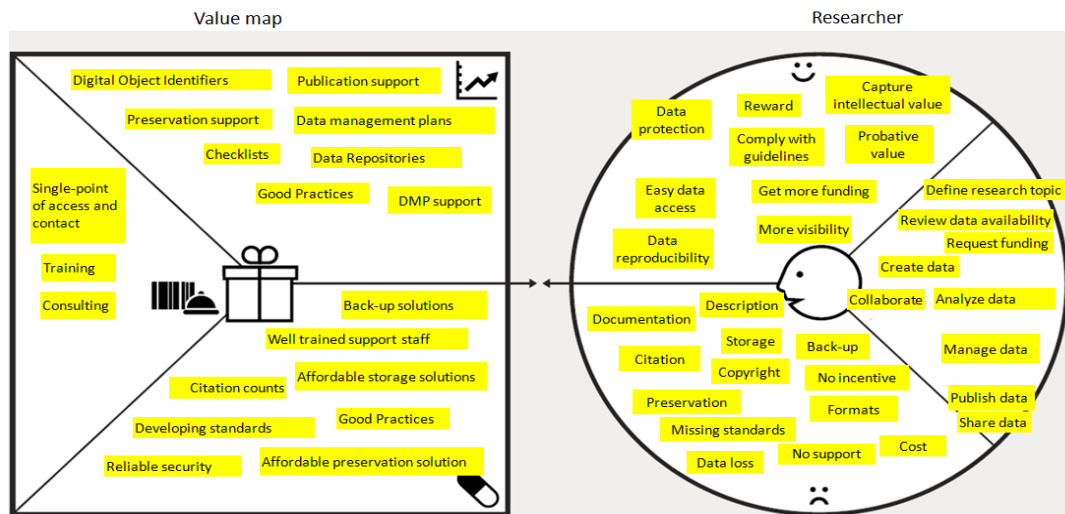 Value map
Researcher
Digital Object Identifiers
Publication support
Preservation support
Data management plans
Checklists
Data Repositories
Good Practices
DMP support
Single-point
of access and
contact
Training
Consulting
Back-up solutions
Well trained support staff
Affordable storage solutions
Citation counts
Good Practices
Developing standards
Reliable security
Affordable preservation solution
Data
protection
Reward
Capture
intellectual value
Comply with
guidelines
Probative
value
Easy data
access
Get more funding
Data
reproducibility
More visibility
Define research topic
Review data availability
Request funding
Create data
Collaborate
Analyze data
Manage data
Publish data
Share data
Documentation
Description
Storage
Back-up
Citation
Copyright
No incentive
Preservation
Formats
Missing standards
No support
Cost
Data loss